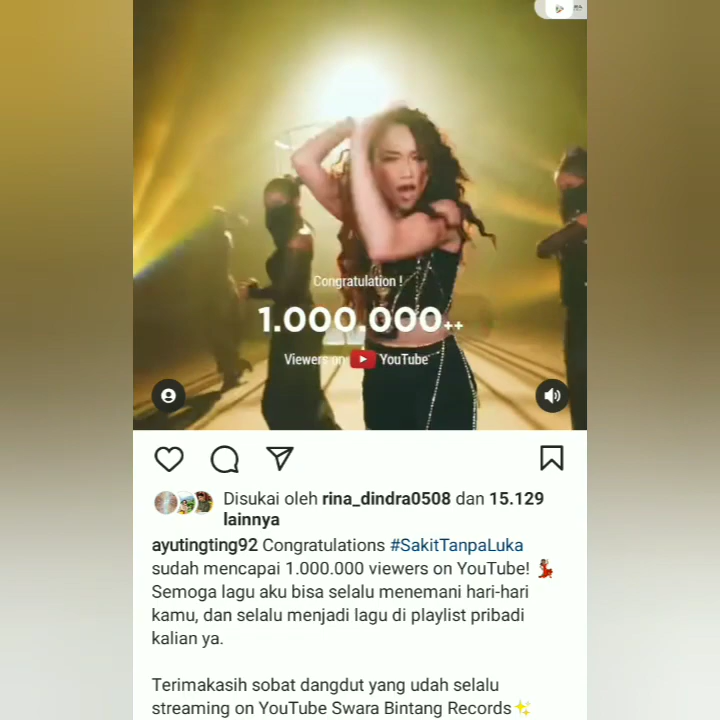 Congratulation !
1.000.000++
Viewers on YouTube
Disukai oleh rina_dindra0508 dan 15.129
lainnya
ayutingting92 Congratulations #SakitTanpaLuka
sudah mencapai 1.000.000 viewers on YouTube!
Semoga lagu aku bisa selalu menemani hari-hari
kamu, dan selalu menjadi lagu di playlist pribadi
kalian ya.
Terimakasih sobat dangdut yang udah selalu
streaming on YouTube Swara Bintang Records